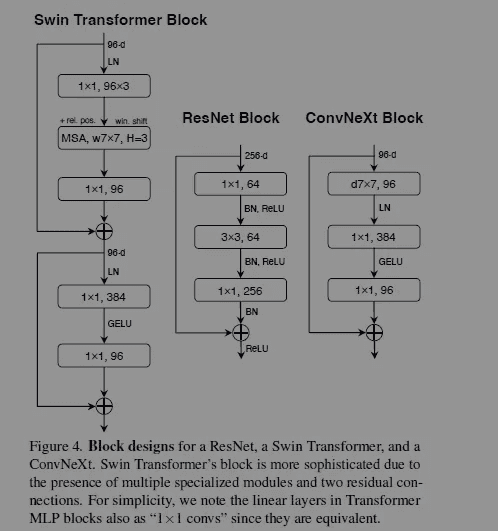 Swin Transformer Block
96-d
LN
1×1, 96×3
+ rel. pos. win. shift
MSA, w7×7, H=3
1×1, 96
96-d
LN
1×1, 384
GELU
1×1, 96
ResNet Block
256-d
1×1, 64
BN, ReLU
3×3, 64
BN, ReLU
1×1, 256
BN
ReLU
ConvNeXt Block
96-d
d7×7, 96
LN
1×1, 384
GELU
1×1, 96
Figure 4. Block designs for a ResNet, a Swin Transformer, and a
ConvNeXt. Swin Transformer's block is more sophisticated due to
the presence of multiple specialized modules and two residual con-
nections. For simplicity, we note the linear layers in Transformer
MLP blocks also as “1×1 convs” since they are equivalent.